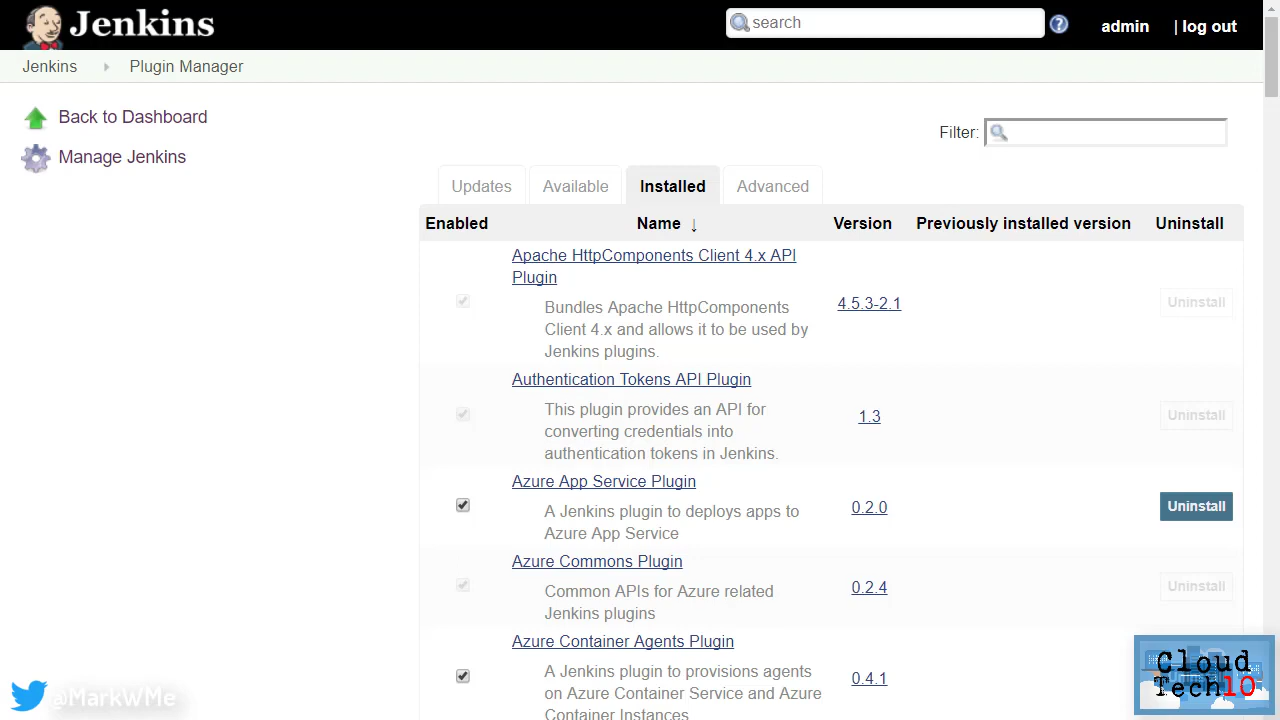 Jenkins
search
admin | log out
Jenkins Plugin Manager
Back to Dashboard
Manage Jenkins
Filter:
Updates Available Installed Advanced
Enabled Name ↓ Version Previously installed version Uninstall
Apache HttpComponents Client 4.x API
Plugin
Bundles Apache HttpComponents
Client 4.x and allows it to be used by
Jenkins plugins.
4.5.3-2.1
Uninstall
Authentication Tokens API Plugin
This plugin provides an API for
converting credentials into
authentication tokens in Jenkins.
1.3
Uninstall
Azure App Service Plugin
A Jenkins plugin to deploys apps to
Azure App Service
0.2.0
Uninstall
Azure Commons Plugin
Common APIs for Azure related
Jenkins plugins
0.2.4
Uninstall
Azure Container Agents Plugin
A Jenkins plugin to provisions agents
on Azure Container Service and Azure
Container Instances
0.4.1
@MarkWMe
Cloud
Tech10